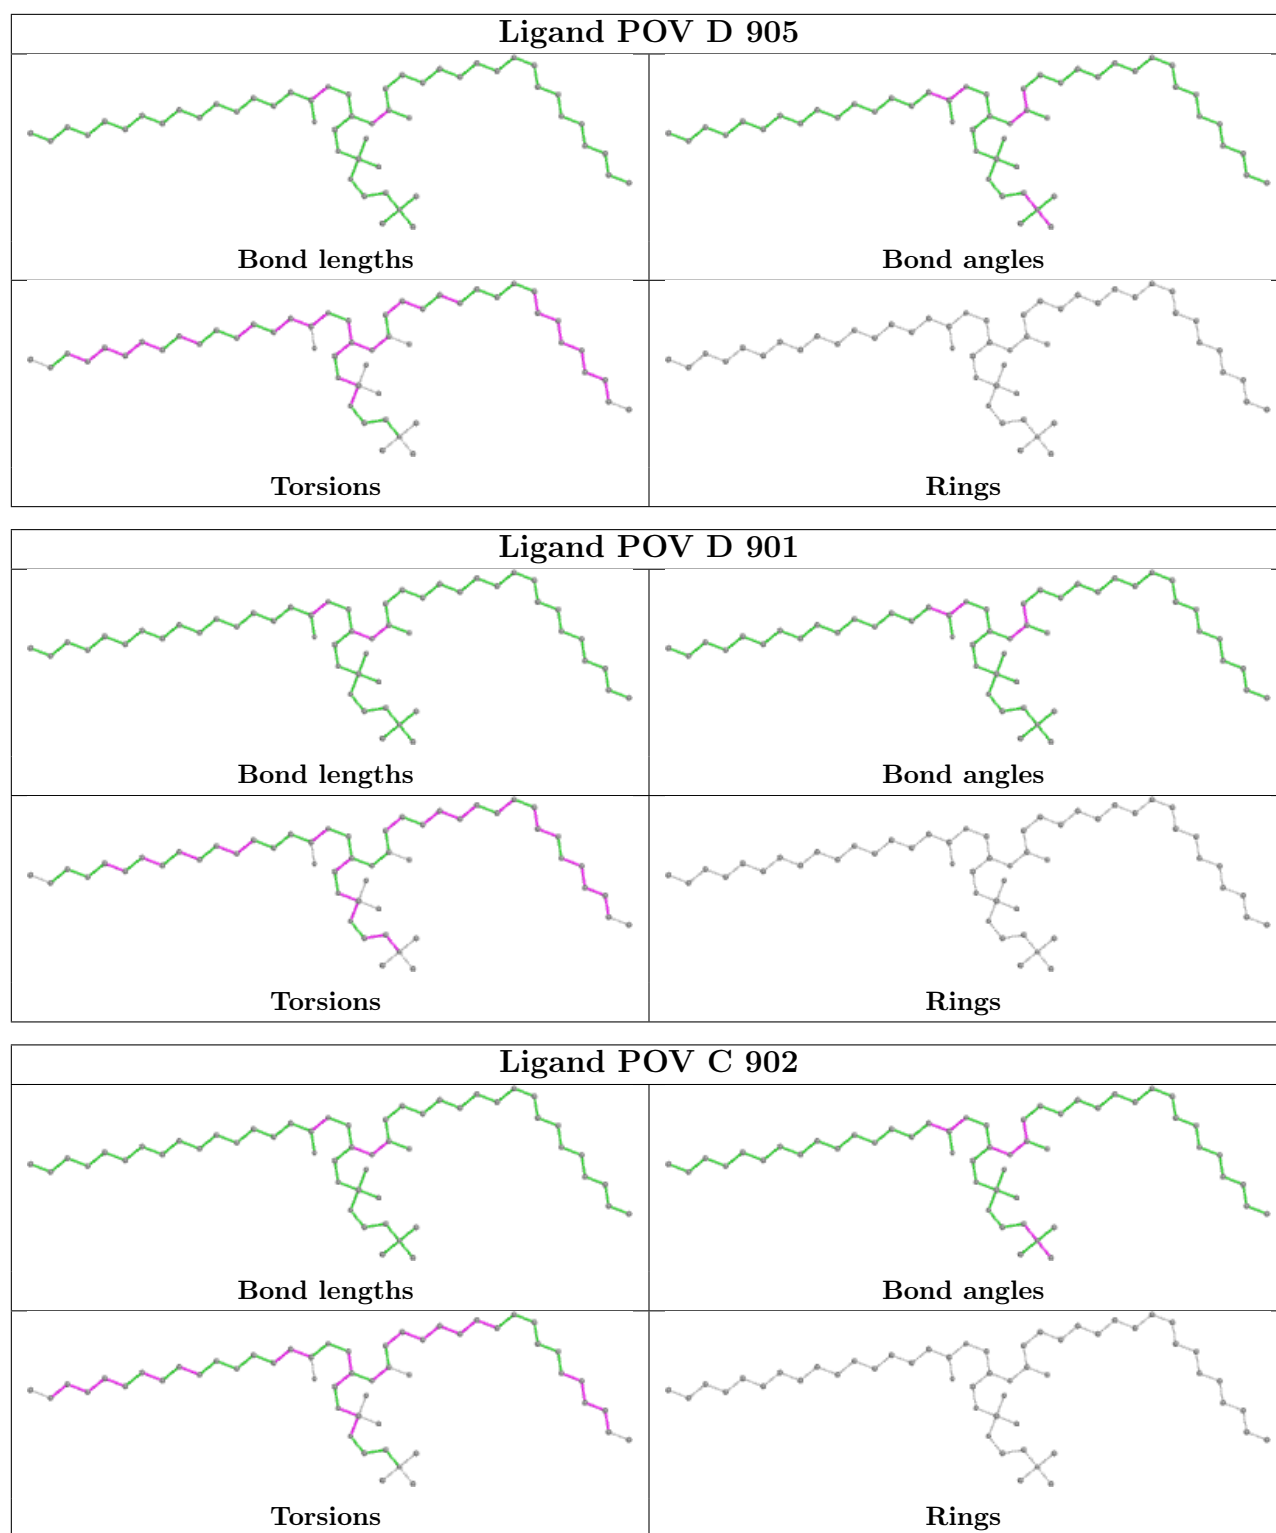 Ligand POV D 905
Bond lengths
Bond angles
Torsions
Rings
Ligand POV D 901
Bond lengths
Bond angles
Torsions
Rings
Ligand POV C 902
Bond lengths
Bond angles
Torsions
Rings